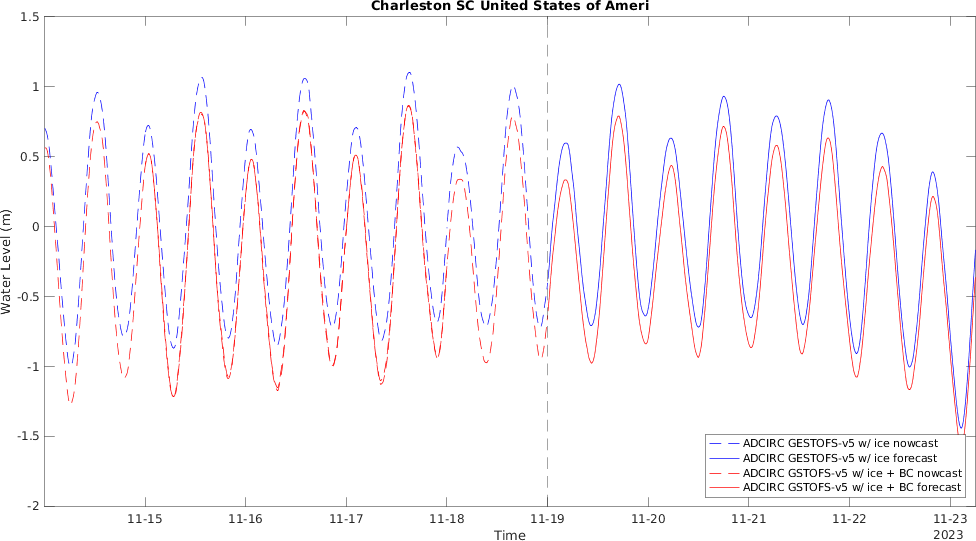 Charleston SC United States of Ameri
1.5
1
0.5
0
-0.5
-1
-1.5
-2
Water Level (m)
ADCIRC GESTOFS-v5 w/ ice nowcast
ADCIRC GESTOFS-v5 w/ ice forecast
ADCIRC GSTOFS-v5 w/ ice + BC nowcast
ADCIRC GSTOFS-v5 w/ ice + BC forecast
11-15 11-16 11-17 11-18 11-19 11-20 11-21 11-22 11-23
2023
Time